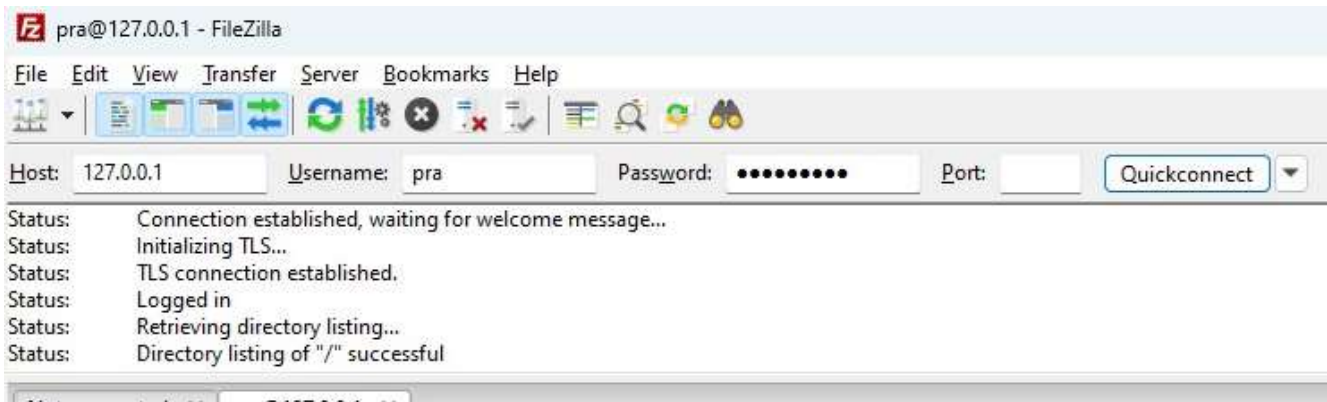 Fz pra@127.0.0.1 - FileZilla
File Edit View Transfer Server Bookmarks Help
Host: 127.0.0.1 Username: pra Password: ●●●●●●●●● Port: Quickconnect
Status: Connection established, waiting for welcome message...
Status: Initializing TLS...
Status: TLS connection established.
Status: Logged in
Status: Retrieving directory listing...
Status: Directory listing of "/" successful